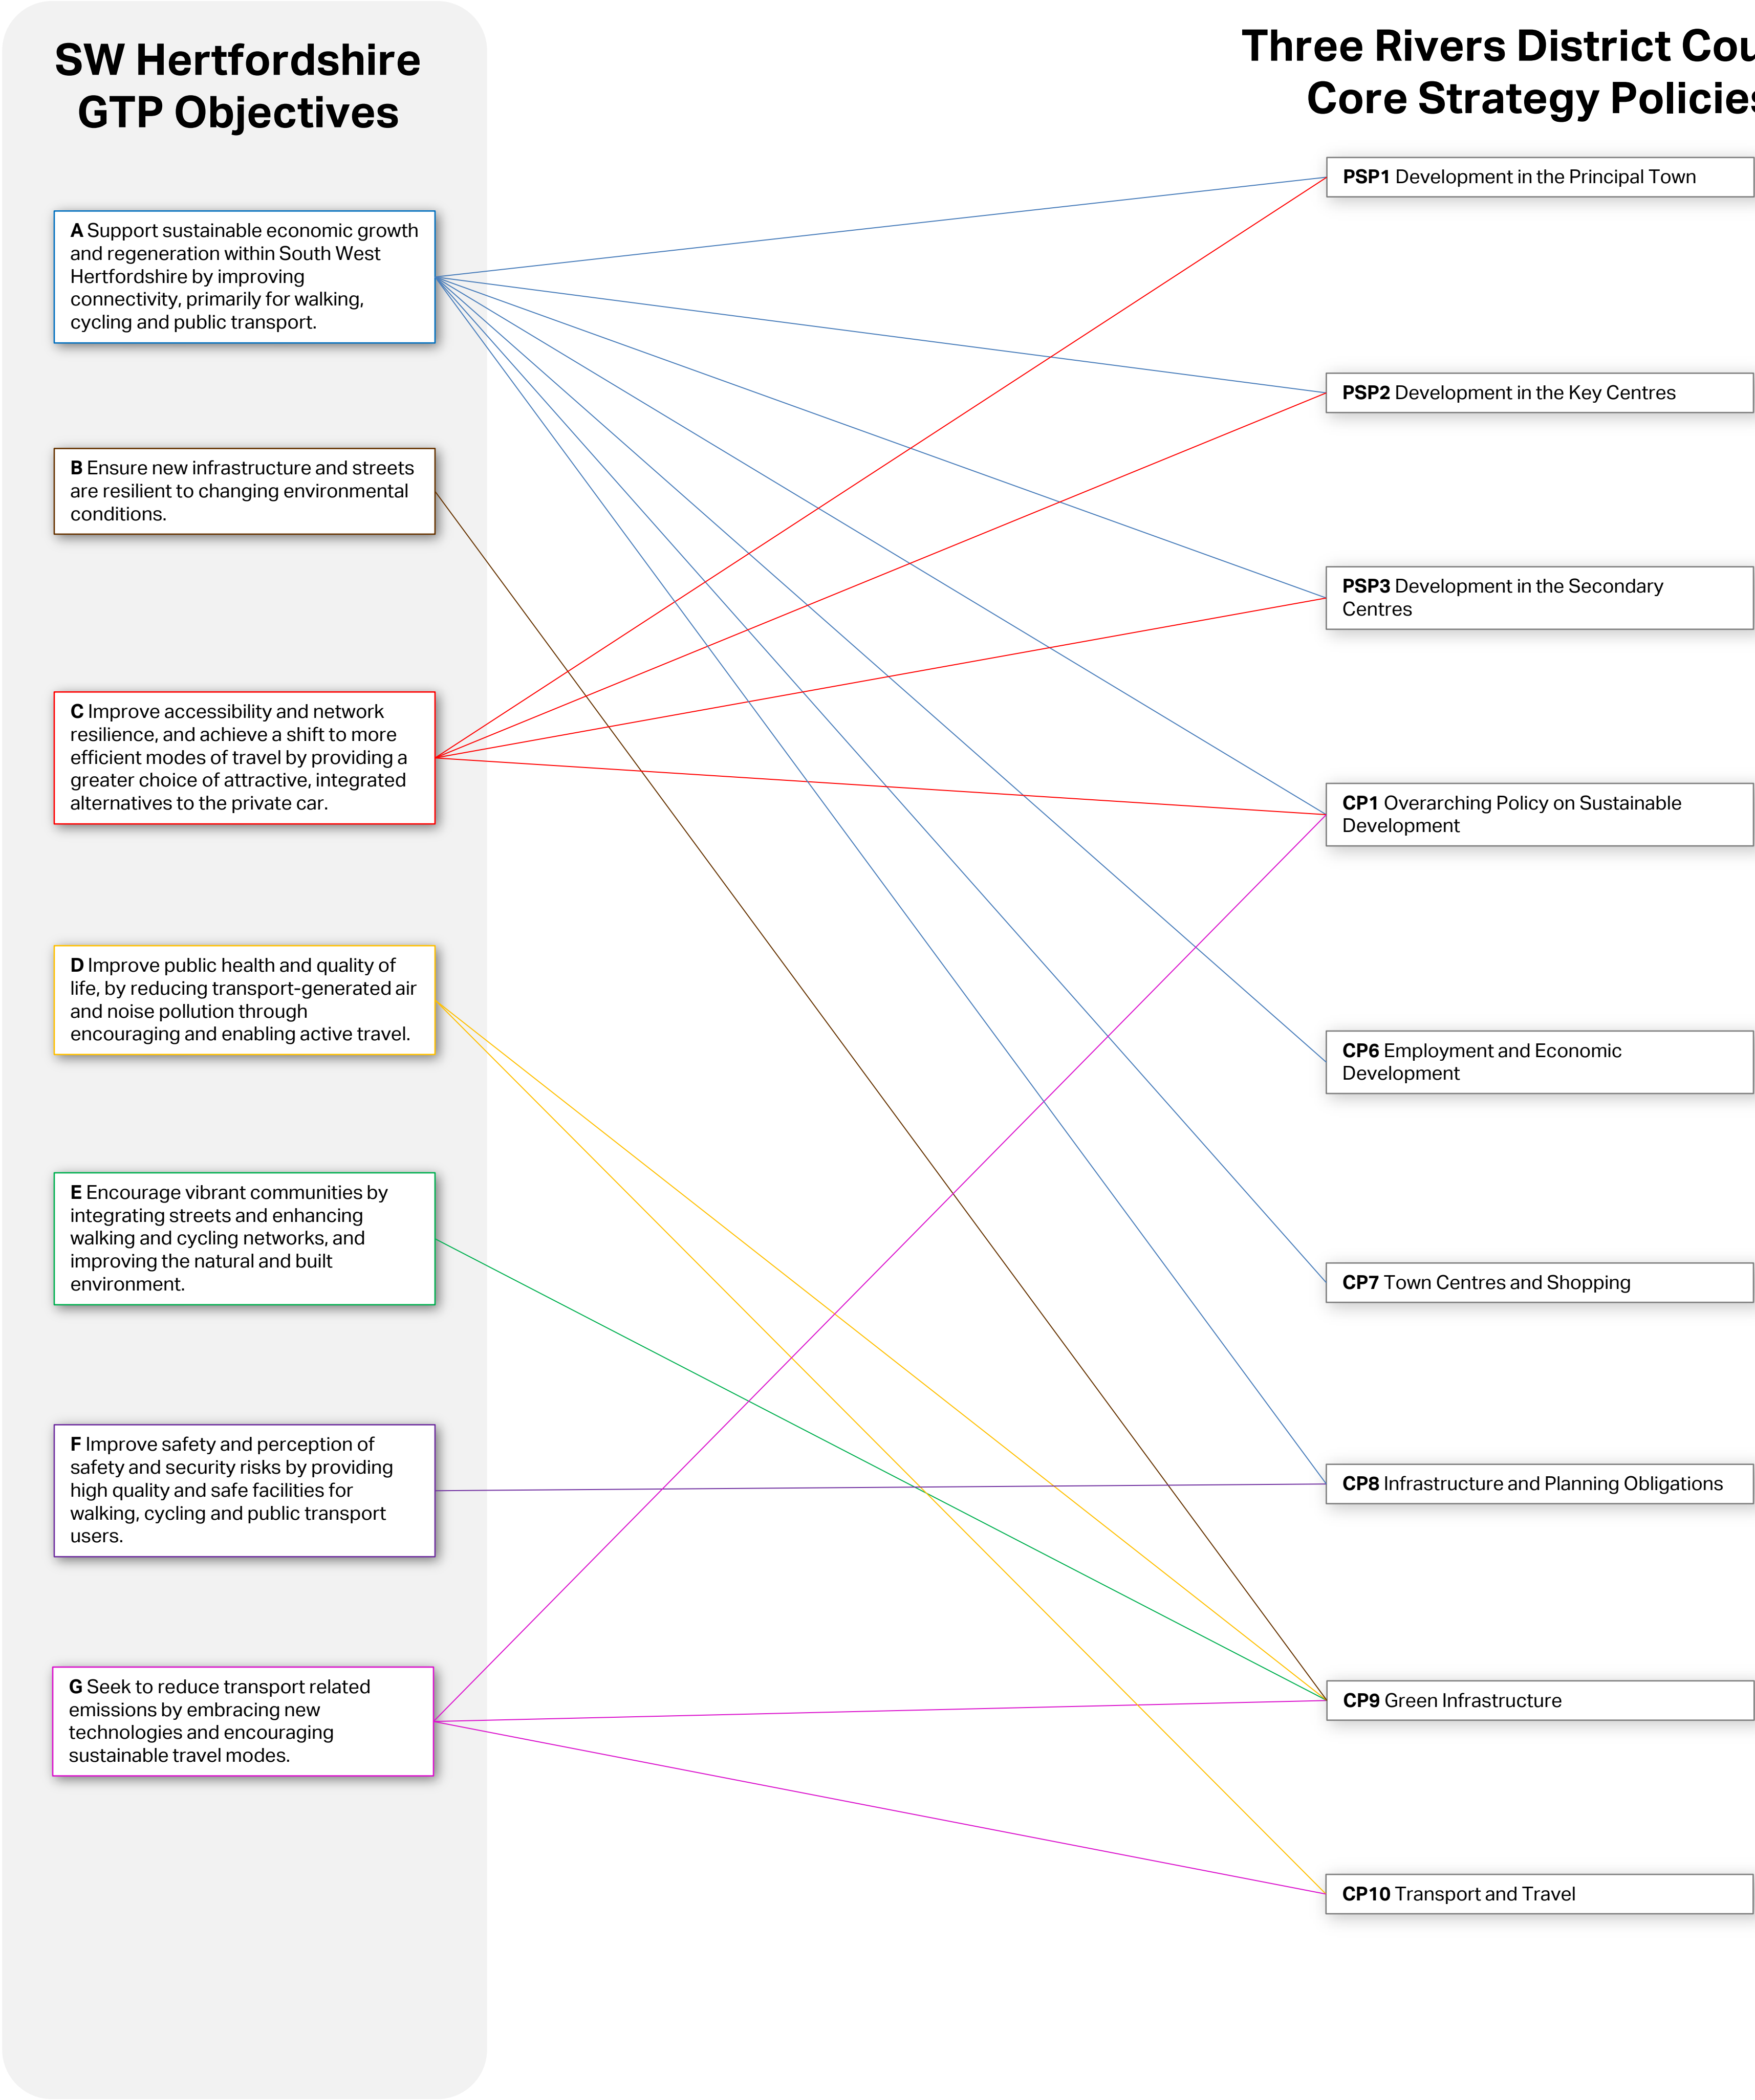 SW Hertfordshire
GTP Objectives
A Support sustainable economic growth
and regeneration within South West
Hertfordshire by improving
connectivity, primarily for walking,
cycling and public transport.
B Ensure new infrastructure and streets
are resilient to changing environmental
conditions.
C Improve accessibility and network
resilience, and achieve a shift to more
efficient modes of travel by providing a
greater choice of attractive, integrated
alternatives to the private car.
D Improve public health and quality of
life, by reducing transport-generated air
and noise pollution through
encouraging and enabling active travel.
E Encourage vibrant communities by
integrating streets and enhancing
walking and cycling networks, and
improving the natural and built
environment.
F Improve safety and perception of
safety and security risks by providing
high quality and safe facilities for
walking, cycling and public transport
users.
G Seek to reduce transport related
emissions by embracing new
technologies and encouraging
sustainable travel modes.
Three Rivers District
Core Strategy
PSP1 Development in the Principal Town
PSP2 Development in the Key Centres
PSP3 Development in the Secondary
Centres
CP1 Overarching Policy on Sustainable
Development
CP6 Employment and Economic
Development
CP7 Town Centres and Shopping
CP8 Infrastructure and Planning Obligations
CP9 Green Infrastructure
CP10 Transport and Travel